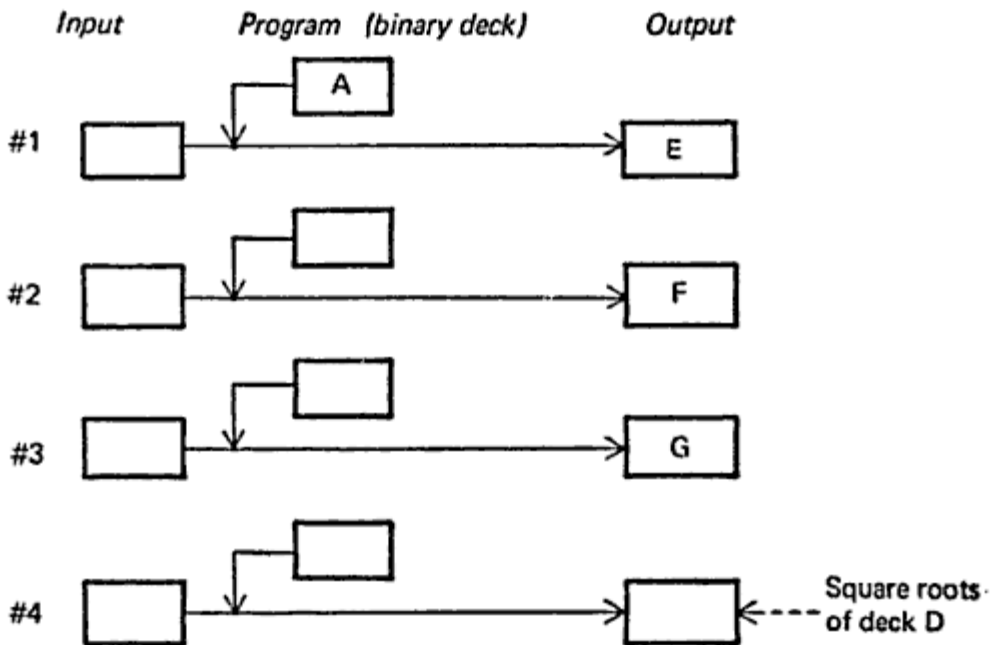 Input Program (binary deck) Output
A
#1 E
#2 F
#3 G
#4 Square roots
of deck D